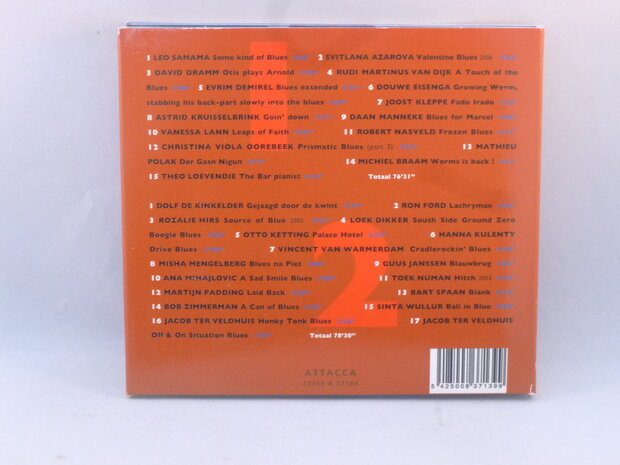 1 LEO SAMAMA Some kind of Blues 2 SVITLANA AZAROVA Valentine Blues 2006
3 DAVID DRAMM Otis plays Arnold 4 RUDI MARTINUS VAN DIJK A Touch of the
Blues 5 EVRIM DEMIREL Blues extended 6 DOUWE EISENGA Growing Worm,
stabbing his back-part slowly into the blues 7 JOOST KLEPPE Fado Irado
8 ASTRID KRUISSELBRINK Goin' down 9 DAAN MANNEKE Blues for Marcel
10 VANESSA LANN Leaps of Faith 11 ROBERT NASVELD Frozen Blues
12 CHRISTINA VIOLA OOREBEEK Prismatic Blues (part 3) 13 MATHIEU
POLAK Der Gasn Nigun 14 MICHIEL BRAAM Worms is back !
15 THEO LOEVENDIE The Bar pianist Totaal 76'31"
1 DOLF DE KINKELDER Gejaagd door de kwint 2 RON FORD Lachrymae
3 ROZALIE HIRS Source of Blue 2005 4 LOEK DIKKER South Side Ground Zero
Boogie Blues 5 OTTO KETTING Palace Hotel 6 HANNA KULENTY
Drive Blues 7 VINCENT VAN WARMERDAM Cradlerockin' Blues
8 MISHA MENGELBERG Blues na Piet 9 GUUS JANSSEN Blauwbrug
10 ANA MIHAJLOVIC A Sad Smile Blues 11 TOEK NUMAN Hitch 2003
12 MARTIJN PADDING Laid Back 13 BART SPAAN Blank
14 BOB ZIMMERMAN A Can of Blues 15 SINTA WULLUR Bali in Blue
16 JACOB TER VELDHUIS Honky Tonk Blues 17 JACOB TER VELDHUIS
Off & On Situation Blues Totaal 78'30"
1
2
ATTACCA
5 425008 371399